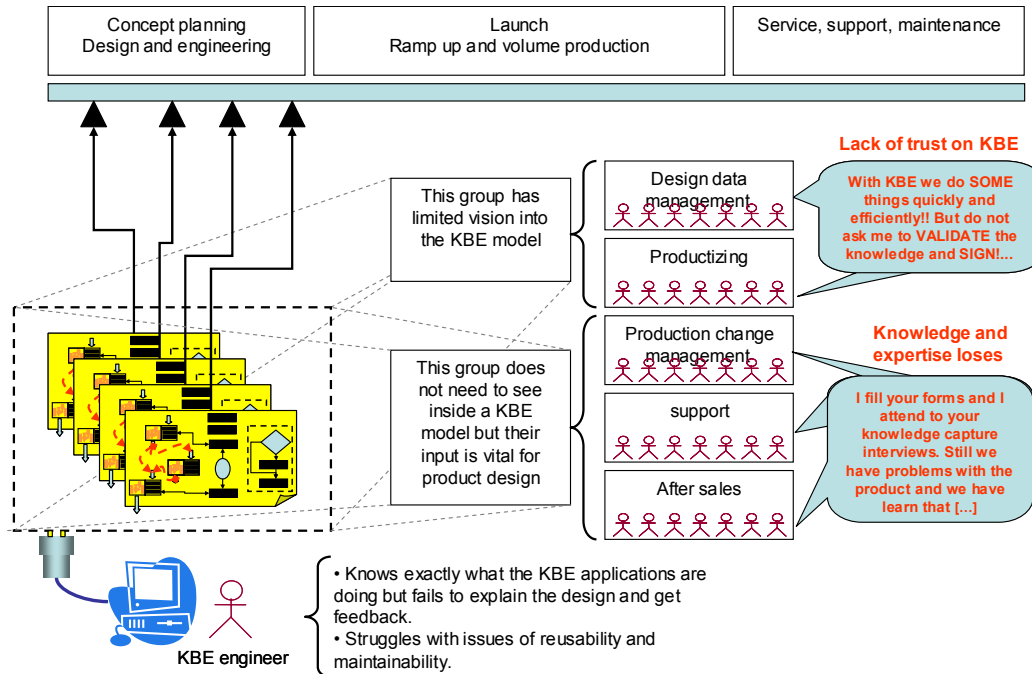 Concept planning
Design and engineering
Launch
Ramp up and volume production
Service, support, maintenance
Lack of trust on KBE
This group has
limited vision into
the KBE model
Design data
management
Productizing
With KBE we do SOME
things quickly and
efficiently!! But do not
ask me to VALIDATE the
knowledge and SIGN!...
This group does
not need to see
inside a KBE
model but their
input is vital for
product design
Production change
management
support
After sales
Knowledge and
expertise loses
I fill your forms and I
attend to your
knowledge capture
interviews. Still we
have problems with the
product and we have
learn that [...]
KBE engineer
• Knows exactly what the KBE applications are
doing but fails to explain the design and get
feedback.
• Struggles with issues of reusability and
maintainability.